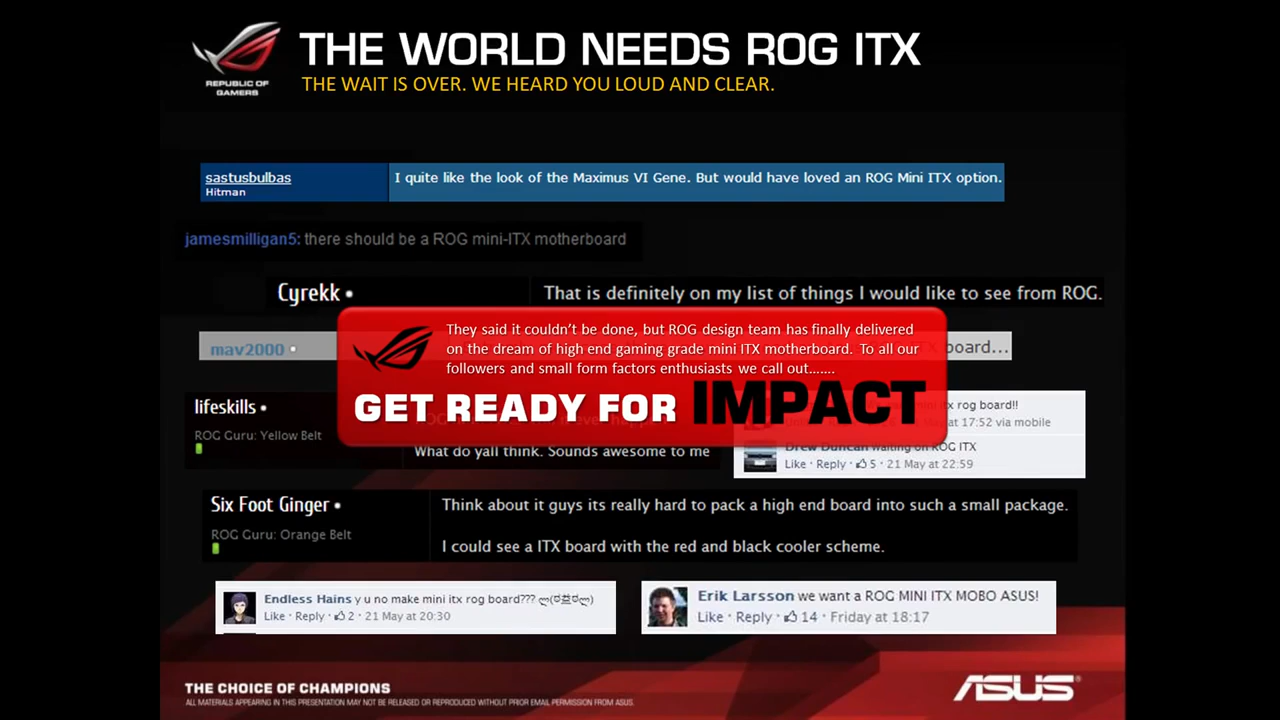 REPUBLIC OF
GAMERS
THE WORLD NEEDS ROG ITX
THE WAIT IS OVER. WE HEARD YOU LOUD AND CLEAR.
sastusbulbas
Hitman
I quite like the look of the Maximus VI Gene. But would have loved an ROG Mini ITX option.
jamesmilligan5: there should be a ROG mini-ITX motherboard
Cyrekk •
That is definitely on my list of things I would like to see from ROG.
mav2000 •
board...
They said it couldn't be done, but ROG design team has finally delivered
on the dream of high end gaming grade mini ITX motherboard. To all our
followers and small form factors enthusiasts we call out.......
GET READY FOR IMPACT
lifeskills •
ROG Guru: Yellow Belt
What do yall think. Sounds awesome to me
itx rog board!!
May at 17:52 via mobile
Drew Duncan waiting on ROG ITX
Like · Reply · 5 · 21 May at 22:59
Six Foot Ginger •
ROG Guru: Orange Belt
Think about it guys its really hard to pack a high end board into such a small package.
I could see a ITX board with the red and black cooler scheme.
Endless Hains y u no make mini itx rog board???
Like · Reply · 2 · 21 May at 20:30
Erik Larsson we want a ROG MINI ITX MOBO ASUS!
Like · Reply · 14 · Friday at 18:17
THE CHOICE OF CHAMPIONS
ALL MATERIALS APPEARING IN THIS PRESENTATION MAY NOT BE RELEASED OR REPRODUCED WITHOUT PRIOR EMAIL PERMISSION FROM ASUS.
ASUS